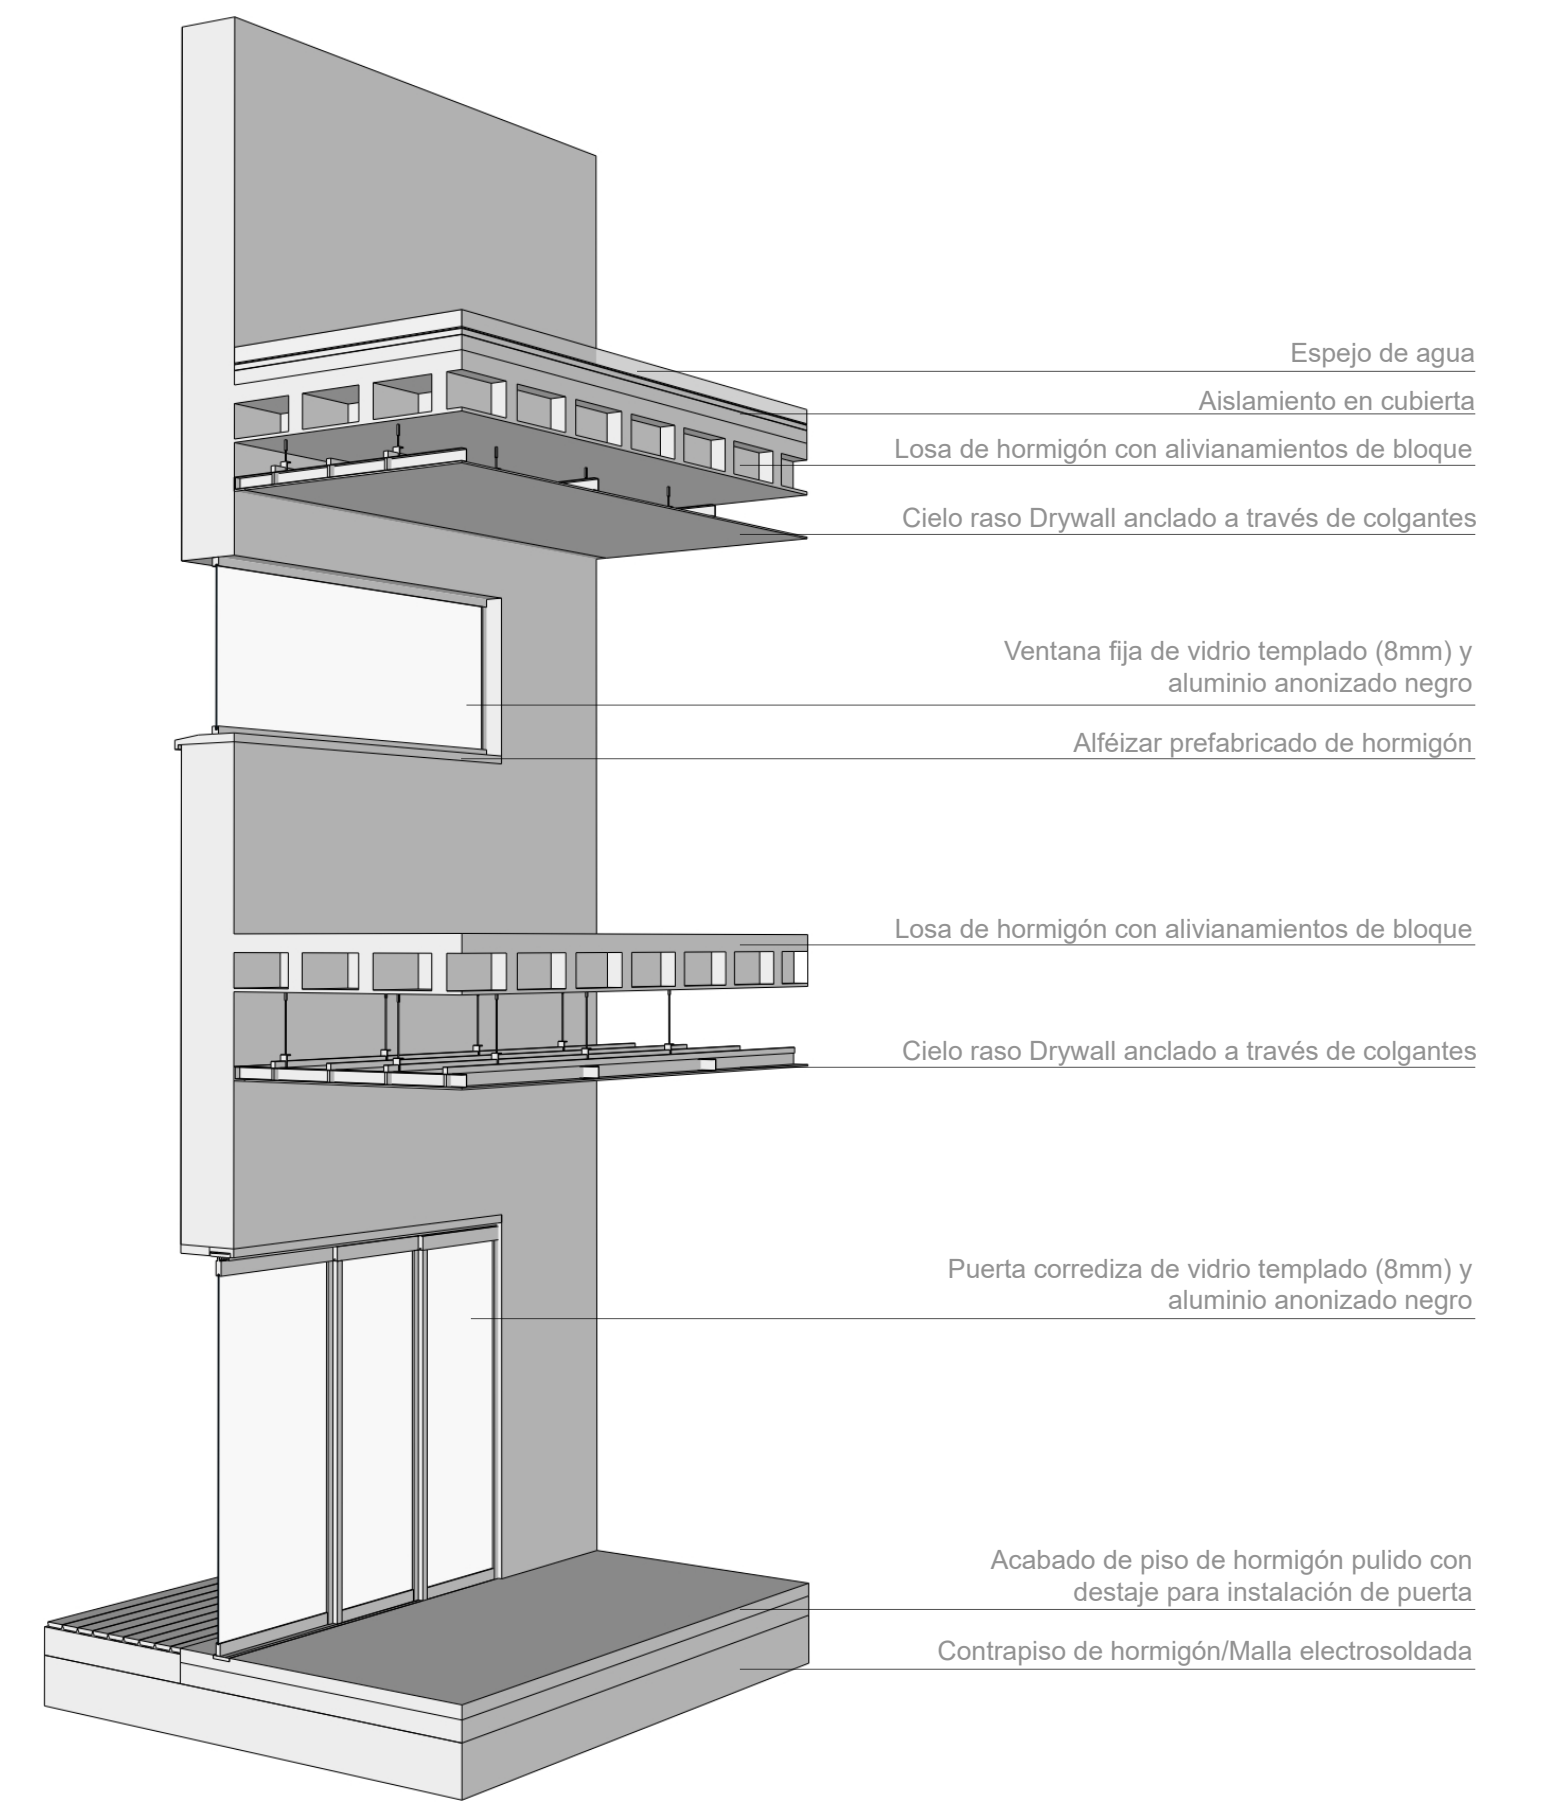 Espejo de agua
Aislamiento en cubierta
Losa de hormigón con alivianamientos de bloque
Cielo raso Drywall anclado a través de colgantes
Ventana fija de vidrio templado (8mm) y
aluminio anonizado negro
Alféizar prefabricado de hormigón
Losa de hormigón con alivianamientos de bloque
Cielo raso Drywall anclado a través de colgantes
Puerta corrediza de vidrio templado (8mm) y
aluminio anonizado negro
Acabado de piso de hormigón pulido con
destaje para instalación de puerta
Contrapiso de hormigón/Malla electrosoldada